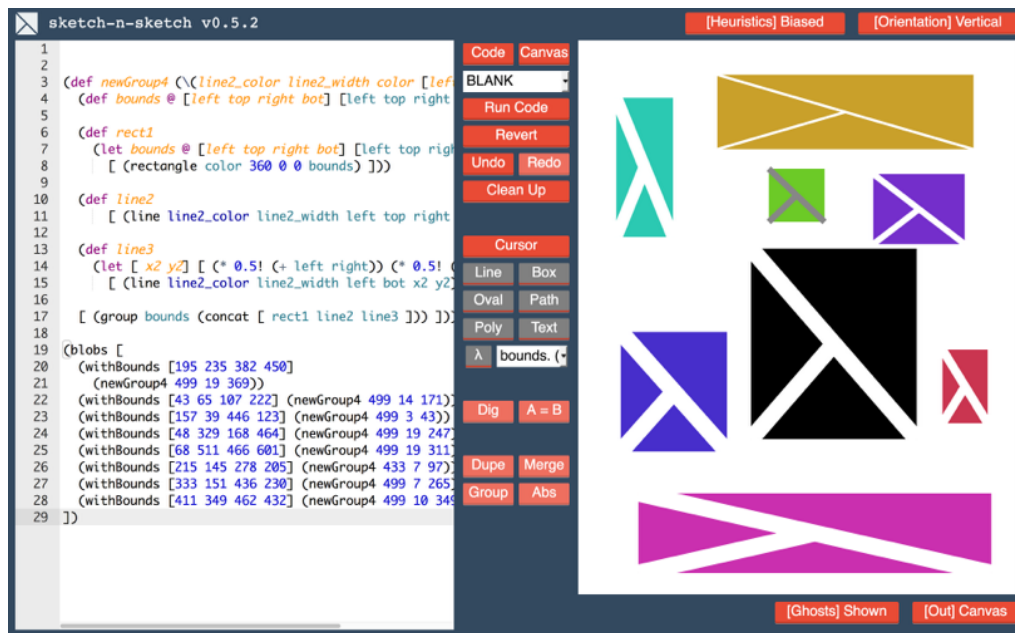 sketch-n-sketch v0.5.2
[Heuristics] Biased
[Orientation] Vertical
1
2
3 (def newGroup4 (\(line2_color line2_width color [lef
4 (def bounds @ [left top right bot] [left top right
5
6 (def rect1
7 (let bounds @ [left top right bot] [left top righ
8 [ (rectangle color 360 0 0 bounds) ]))
9
10 (def line2
11 [ (line line2_color line2_width left top right
12
13 (def line3
14 (let [ x2 y2] [ (* 0.5! (+ left right)) (* 0.5! (
15 [ (line line2_color line2_width left bot x2 y2)
16
17 [ (group bounds (concat [ rect1 line2 line3 ])) ]))
18
19 (blobs [
20 (withBounds [195 235 382 450]
21 (newGroup4 499 19 369))
22 (withBounds [43 65 107 222] (newGroup4 499 14 171))
23 (withBounds [157 39 446 123] (newGroup4 499 3 43))
24 (withBounds [48 329 168 464] (newGroup4 499 19 247)
25 (withBounds [68 511 466 601] (newGroup4 499 19 311)
26 (withBounds [215 145 278 205] (newGroup4 433 7 97))
27 (withBounds [333 151 436 230] (newGroup4 499 7 265)
28 (withBounds [411 349 462 432] (newGroup4 499 10 349
29 ])
Code Canvas
BLANK
Run Code
Revert
Undo Redo
Clean Up
Cursor
Line Box
Oval Path
Poly Text
λ bounds. (
Dig A = B
Dupe Merge
Group Abs
[Ghosts] Shown
[Out] Canvas